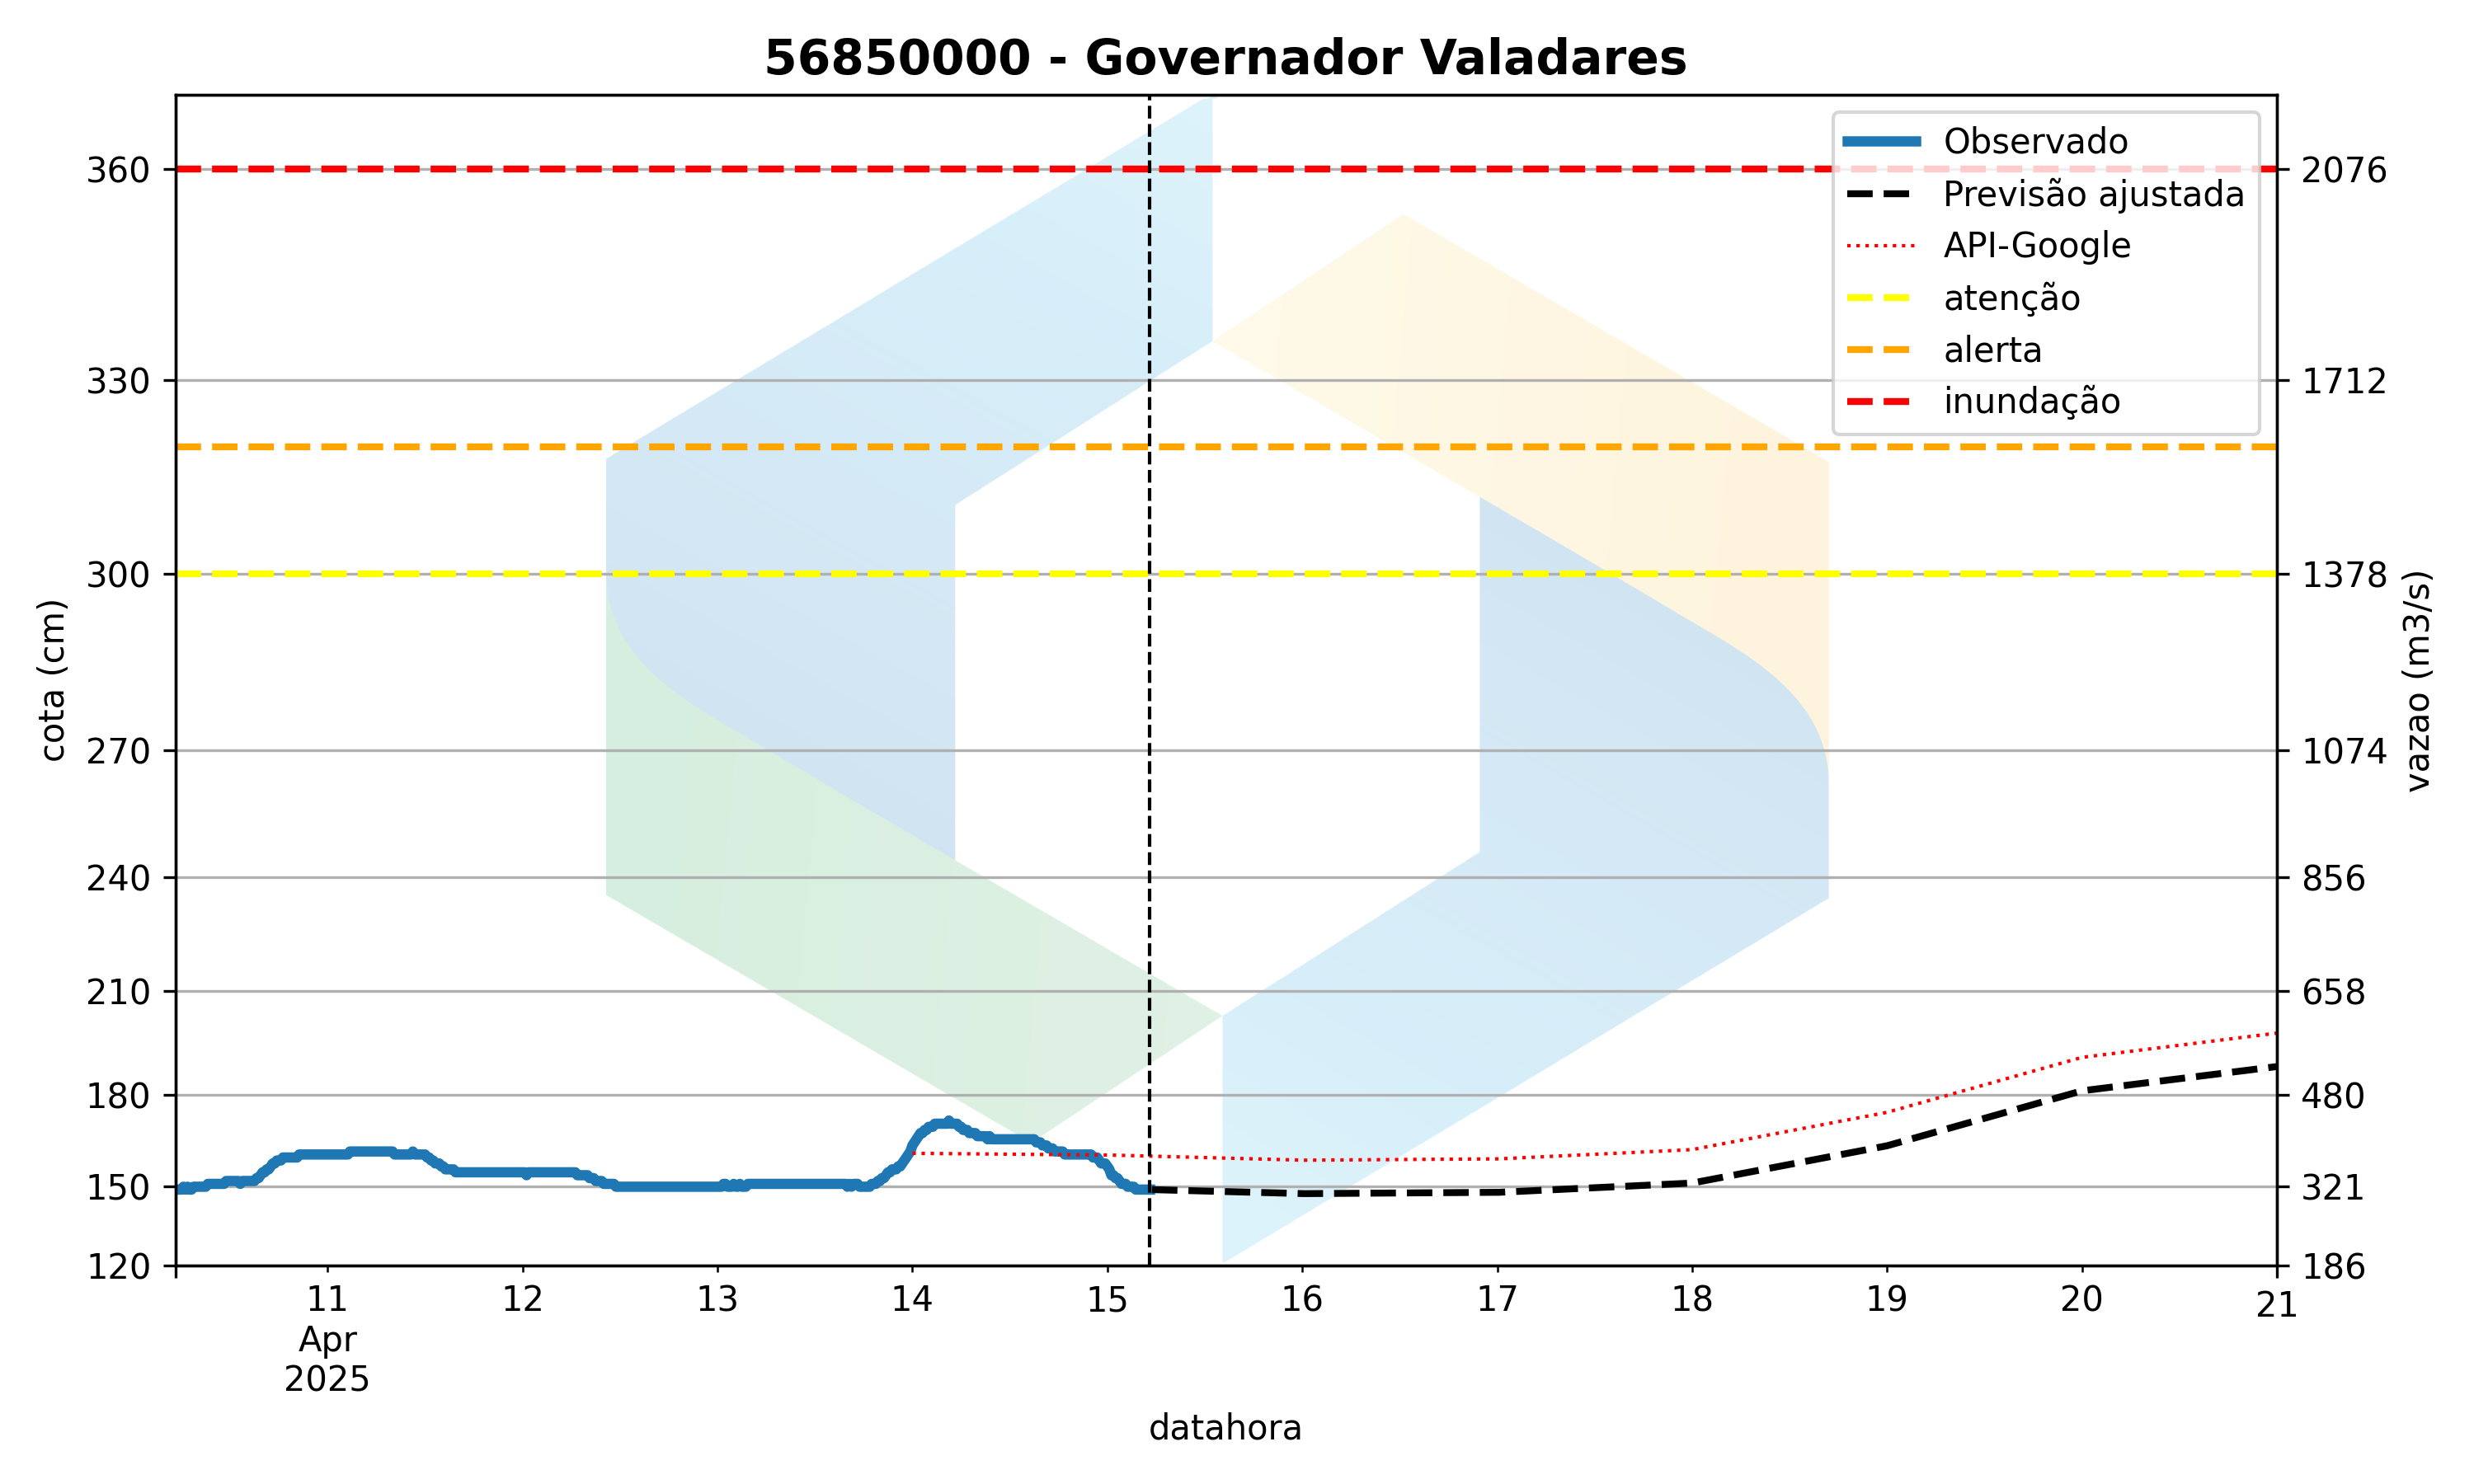 56850000 - Governador Valadares
Observado
Previsão ajustada
API-Google
atenção
alerta
inundação
360
330
300
270
240
210
180
150
120
cota (cm)
2076
1712
1378
1074
856
658
480
321
186
vazao (m3/s)
11
12
13
14
15
16
17
18
19
20
21
Apr
2025
datahora